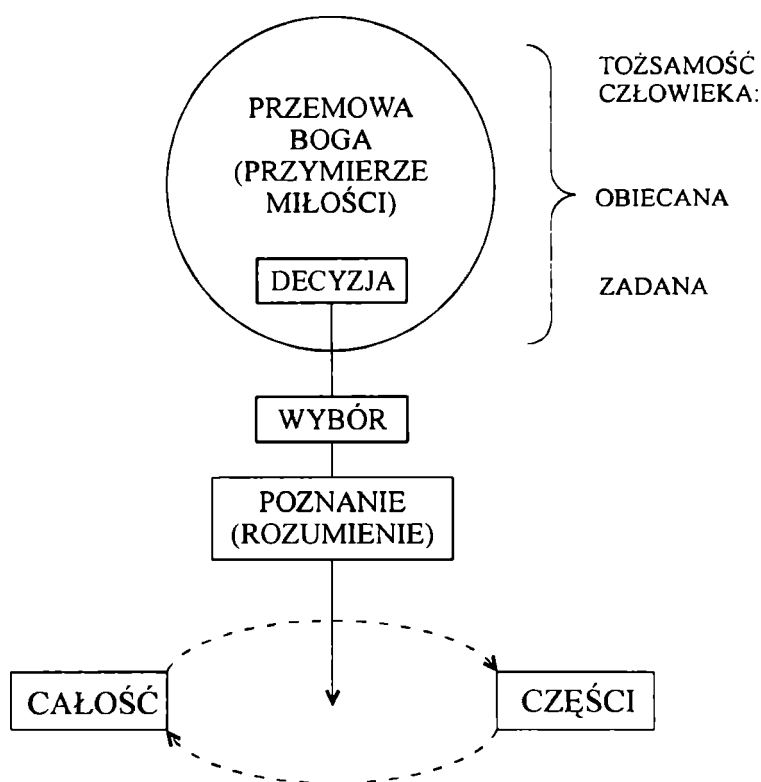 PRZEMOWA
BOGA
(PRZYMIERZE
MIŁOŚCI)
DECYZJA
TOŻSAMOŚĆ
CZŁOWIEKA:
OBIECANA
ZADANA
WYBÓR
POZNANIE
(ROZUMIENIE)
CAŁOŚĆ
CZĘŚCI